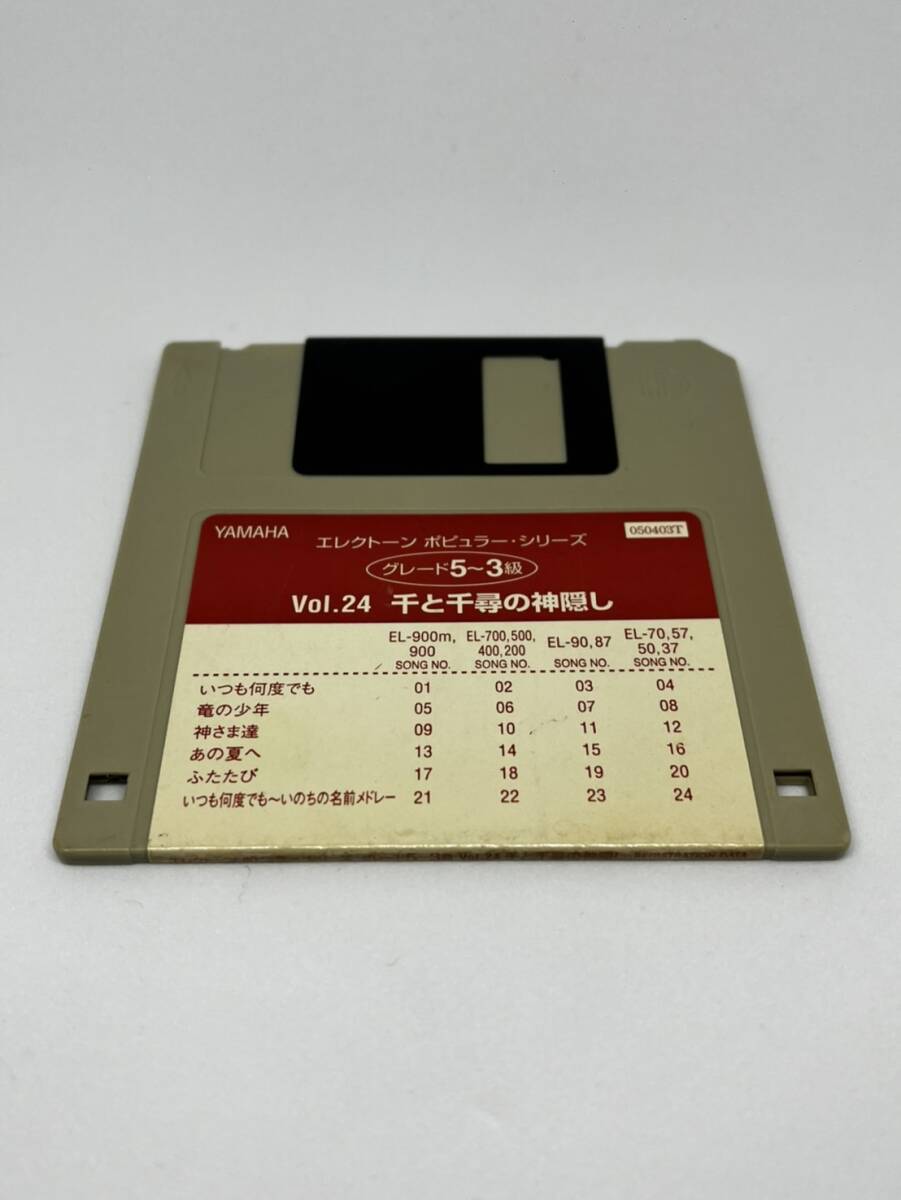 YAMAHA
050403T
エレクトーン ポピュラー・シリーズ
グレード5〜3級
Vol.24 千と千尋の神隠し
EL-900m, 900 SONG NO. EL-700,500, 400,200 SONG NO. EL-90,87 SONG NO. EL-70,57, 50,37 SONG NO.
いつも何度でも 01 02 03 04
竜の少年 05 06 07 08
神さま達 09 10 11 12
あの夏へ 13 14 15 16
ふたたび 17 18 19 20
いつも何度でも〜いのちの名前メドレー 21 22 23 24